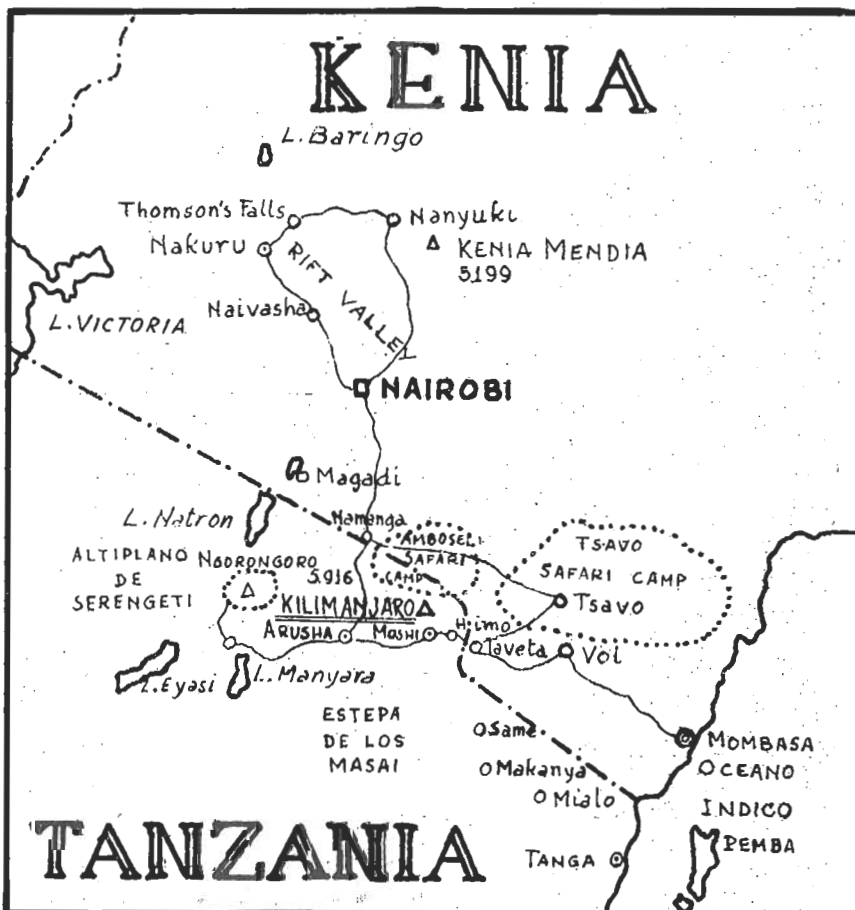 KENIA
L. Baringo
Thomson's Falls
Nanyuki
Nakuru
KENIA MENDIA
5199
RIFT VALLEY
Naivasha
L. VICTORIA
NAIROBI
Magadi
L. Natron
Namanga
AMBOSELI
SAFARI
CAMP
TSAVO
SAFARI CAMP
Tsavo
ALTIPLANO
DE
SERENGETI
NGORONGORO
5.916
KILIMANJARO
ARUSHA
MOSHI
Himo
Taveta
Voi
L. Eyasi
L. Manyara
ESTEPA
DE LOS
MASAI
Same
MOMBASA
Makanya
OCEANO
Mialo
INDICO
PEMBA
TANGA
TANZANIA